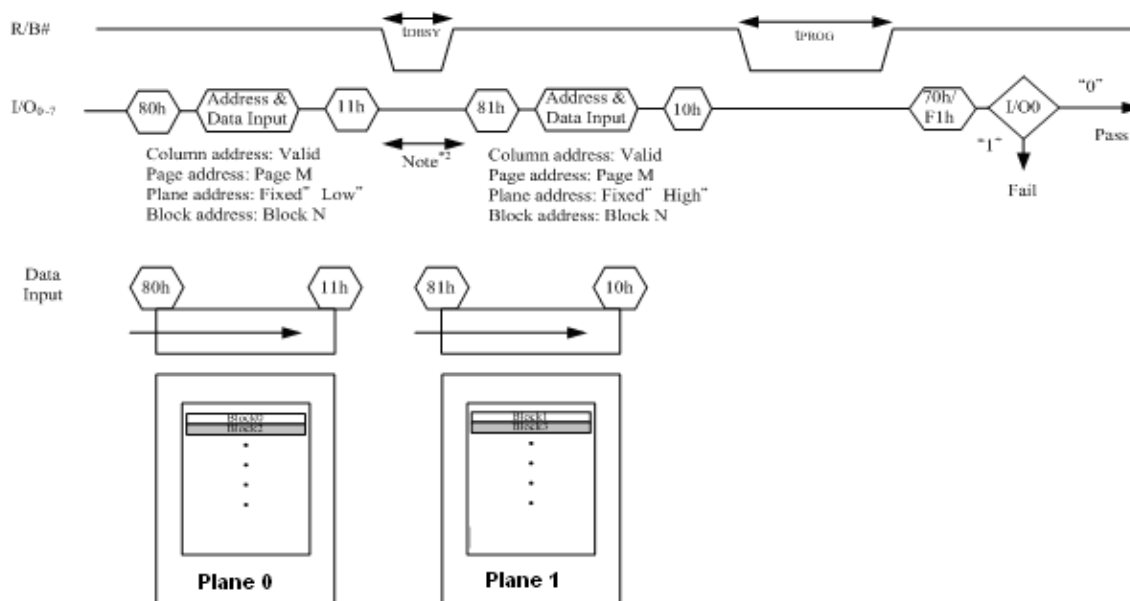 R/B#
tDBSY
tPROG
I/O0-7
80h
Address &
Data Input
11h
81h
Address &
Data Input
10h
70h/
F1h
I/O0
“0”
Pass
“1”
Fail
Note*2
Column address: Valid
Page address: Page M
Plane address: Fixed“ Low”
Block address: Block N
Column address: Valid
Page address: Page M
Plane address: Fixed“ High”
Block address: Block N
Data
Input
80h
11h
81h
10h
Block0
Block2
Block1
Block3
Plane 0
Plane 1